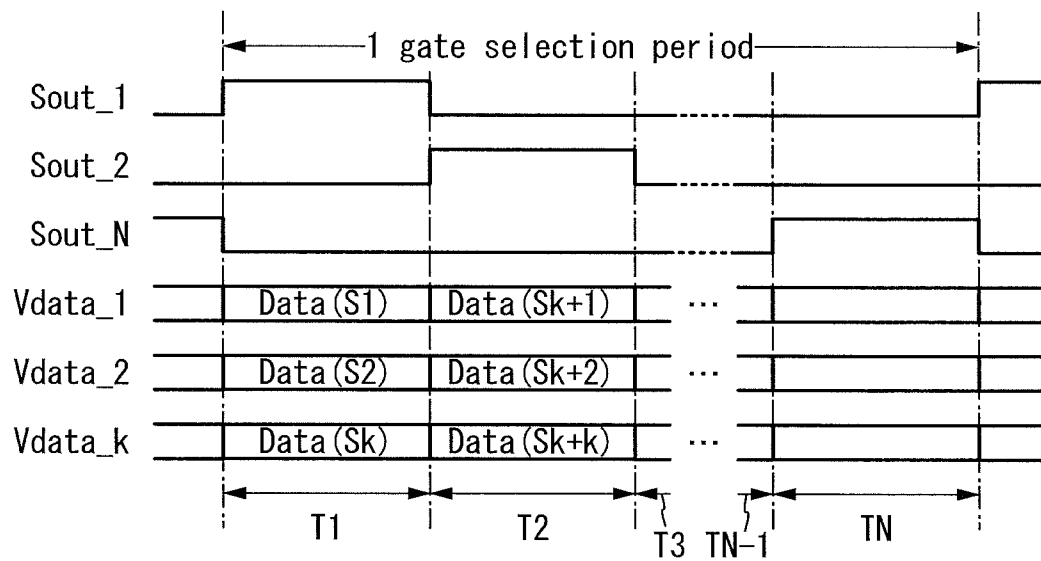 1 gate selection period
Sout_1
Sout_2
Sout_N
Vdata_1 Data(S1) Data(Sk+1) ...
Vdata_2 Data(S2) Data(Sk+2) ...
Vdata_k Data(Sk) Data(Sk+k) ...
T1 T2 T3 TN-1 TN